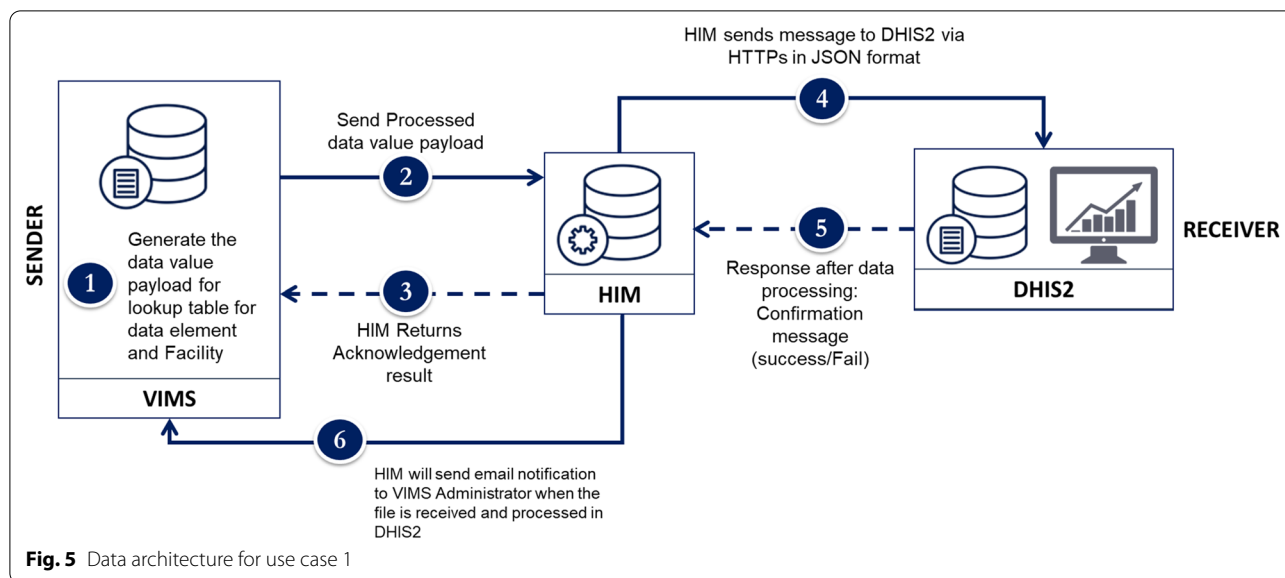 HIM sends message to DHIS2 via
HTTPs in JSON format
4
SENDER
1
Generate the
data value
payload for
lookup table for
data element
and Facility
VIMS
Send Processed
data value payload
2
3
HIM Returns
Acknowledgement
result
HIM
5
Response after data
processing:
Confirmation
message
(success/Fail)
DHIS2
RECEIVER
6
HIM will send email notification
to VIMS Administrator when the
file is received and processed in
DHIS2
Fig. 5 Data architecture for use case 1